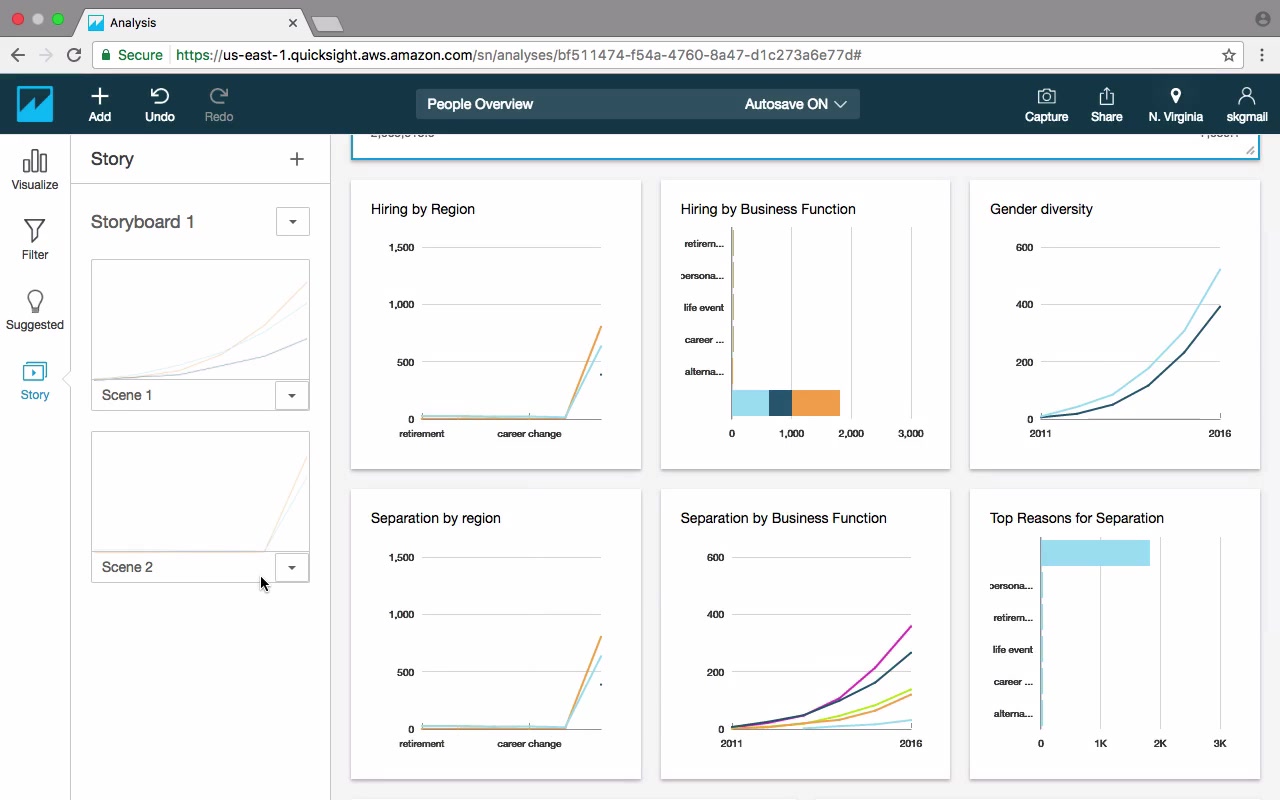 Analysis
Secure https://us-east-1.quicksight.aws.amazon.com/sn/analyses/bf511474-f54a-4760-8a47-d1c273a6e77d#
Add
Undo
Redo
People Overview
Autosave ON
Capture
Share
N. Virginia
skgmail
Visualize
Filter
Suggested
Story
Story
Storyboard 1
Scene 1
Scene 2
Hiring by Region
1,500
1,000
500
0
retirement career change
Hiring by Business Function
retirem...
persona...
life event
career ...
alterna...
0 1,000 2,000 3,000
Gender diversity
600
400
200
0
2011 2016
Separation by region
1,500
1,000
500
0
retirement career change
Separation by Business Function
600
400
200
0
2011 2016
Top Reasons for Separation
persona...
retirem...
life event
career ...
alterna...
0 1K 2K 3K